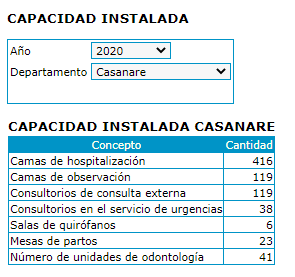 CAPACIDAD INSTALADA
Año 2020
Departamento Casanare
CAPACIDAD INSTALADA CASANARE
Concepto Cantidad
Camas de hospitalización 416
Camas de observación 119
Consultorios de consulta externa 119
Consultorios en el servicio de urgencias 38
Salas de quirófanos 6
Mesas de partos 23
Número de unidades de odontología 41